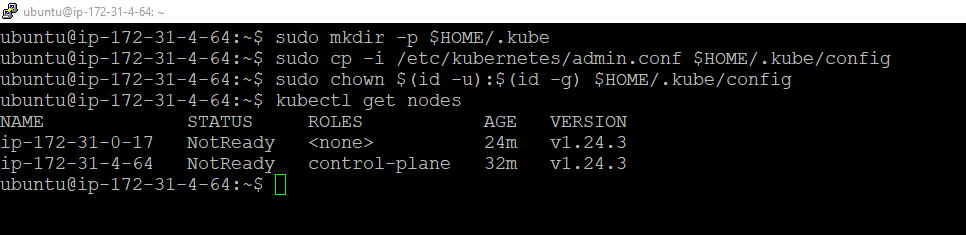 ubuntu@ip-172-31-4-64: ~
ubuntu@ip-172-31-4-64:~$ sudo mkdir -p $HOME/.kube
ubuntu@ip-172-31-4-64:~$ sudo cp -i /etc/kubernetes/admin.conf $HOME/.kube/config
ubuntu@ip-172-31-4-64:~$ sudo chown $(id -u):$(id -g) $HOME/.kube/config
ubuntu@ip-172-31-4-64:~$ kubectl get nodes
NAME             STATUS     ROLES           AGE   VERSION
ip-172-31-0-17   NotReady   <none>          24m   v1.24.3
ip-172-31-4-64   NotReady   control-plane   32m   v1.24.3
ubuntu@ip-172-31-4-64:~$